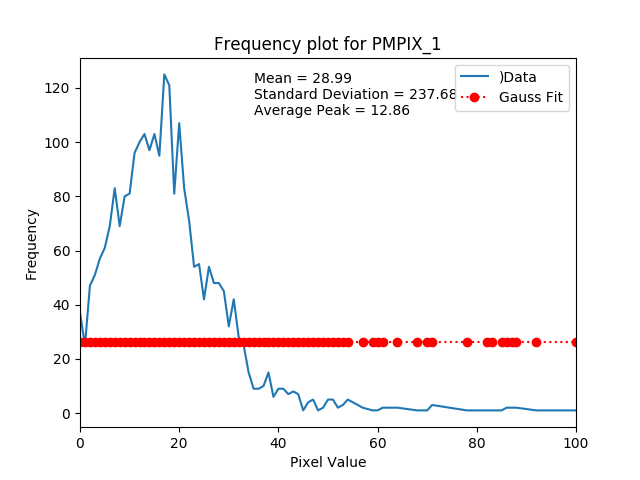 Frequency plot for PMPIX_1
Mean = 28.99
Standard Deviation = 237.68
Average Peak = 12.86
)Data
Gauss Fit
Frequency
120
100
80
60
40
20
0
0 20 40 60 80 100
Pixel Value